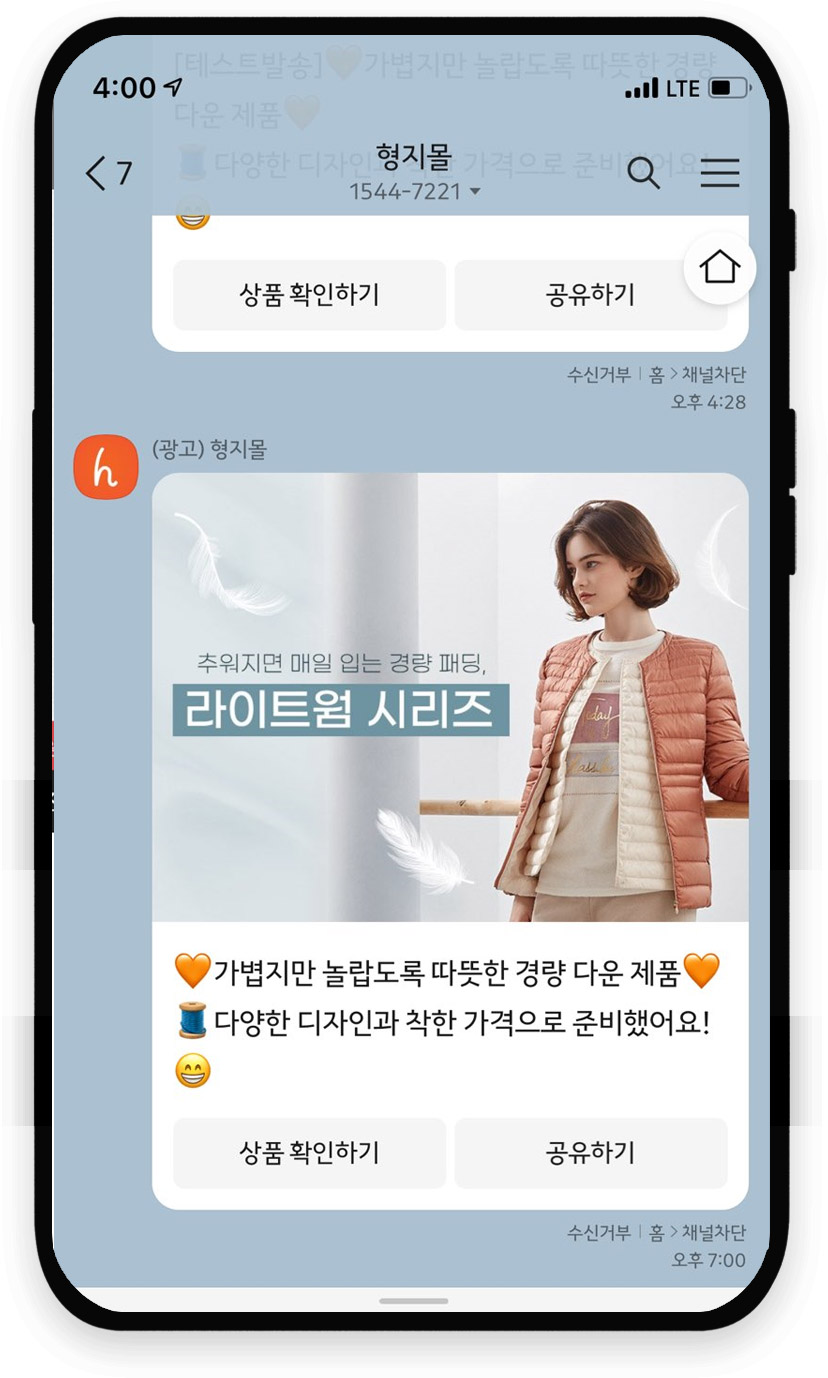 4:00
LTE
[테스트발송]🧡가볍지만 놀랍도록 따뜻한 경량
다운 제품🧡
🧵다양한 디자인과 착한 가격으로 준비했어요!
😁
7
형지몰
1544-7221
상품 확인하기
공유하기
수신거부 | 홈 > 채널차단
오후 4:28
h
(광고) 형지몰
추워지면 매일 입는 경량 패딩,
라이트웜 시리즈
🧡가볍지만 놀랍도록 따뜻한 경량 다운 제품🧡
🧵다양한 디자인과 착한 가격으로 준비했어요!
😁
상품 확인하기
공유하기
수신거부 | 홈 > 채널차단
오후 7:00